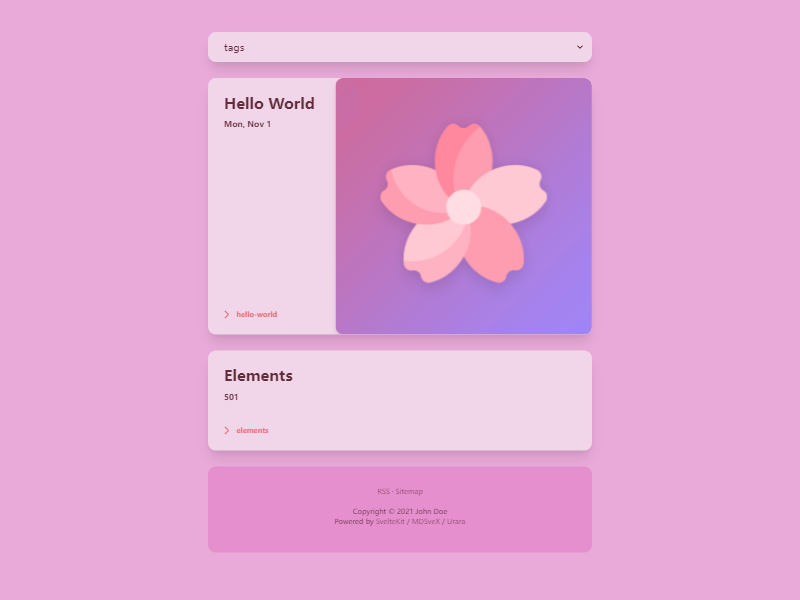 tags
Hello World
Mon, Nov 1
hello-world
Elements
501
elements
RSS · Sitemap
Copyright © 2021 John Doe
Powered by SvelteKit / MDSveX / Urara